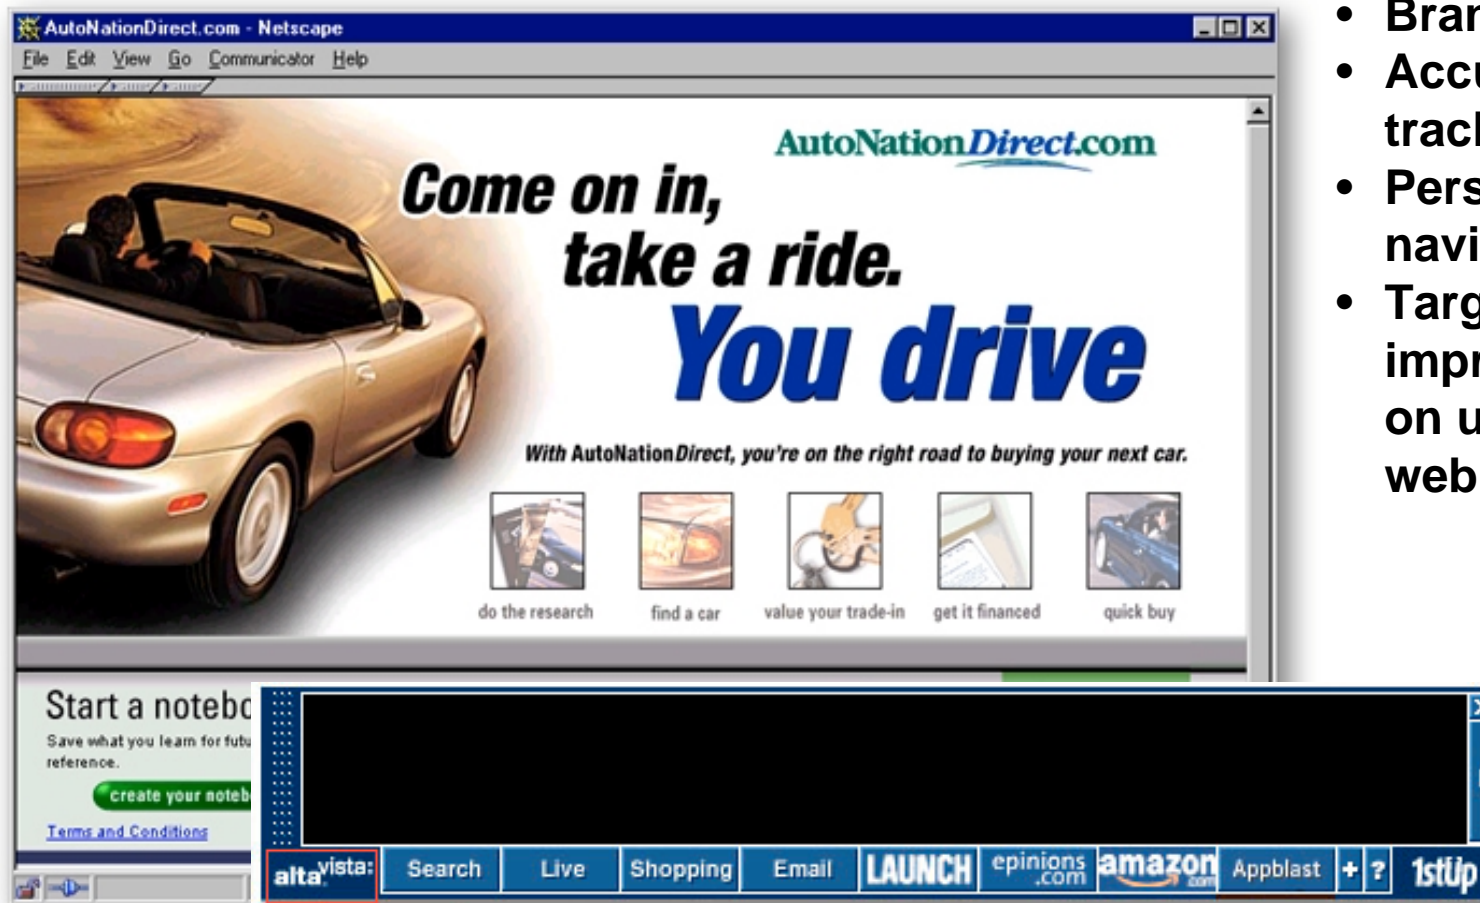 AutoNationDirect.com - Netscape
File Edit View Go Communicator Help
AutoNationDirect.com
Come on in,
take a ride.
You drive
With AutoNationDirect, you're on the right road to buying your next car.
do the research
find a car
value your trade-in
get it financed
quick buy
Start a notebo
Save what you learn for futu
reference.
create your noteb
Terms and Conditions
altavista:
Search
Live
Shopping
Email
LAUNCH
epinions
.com
amazon
.com
Appblast
+
?
1stUp
• Bran
• Accu
track
• Pers
navi
• Targ
impr
on u
web